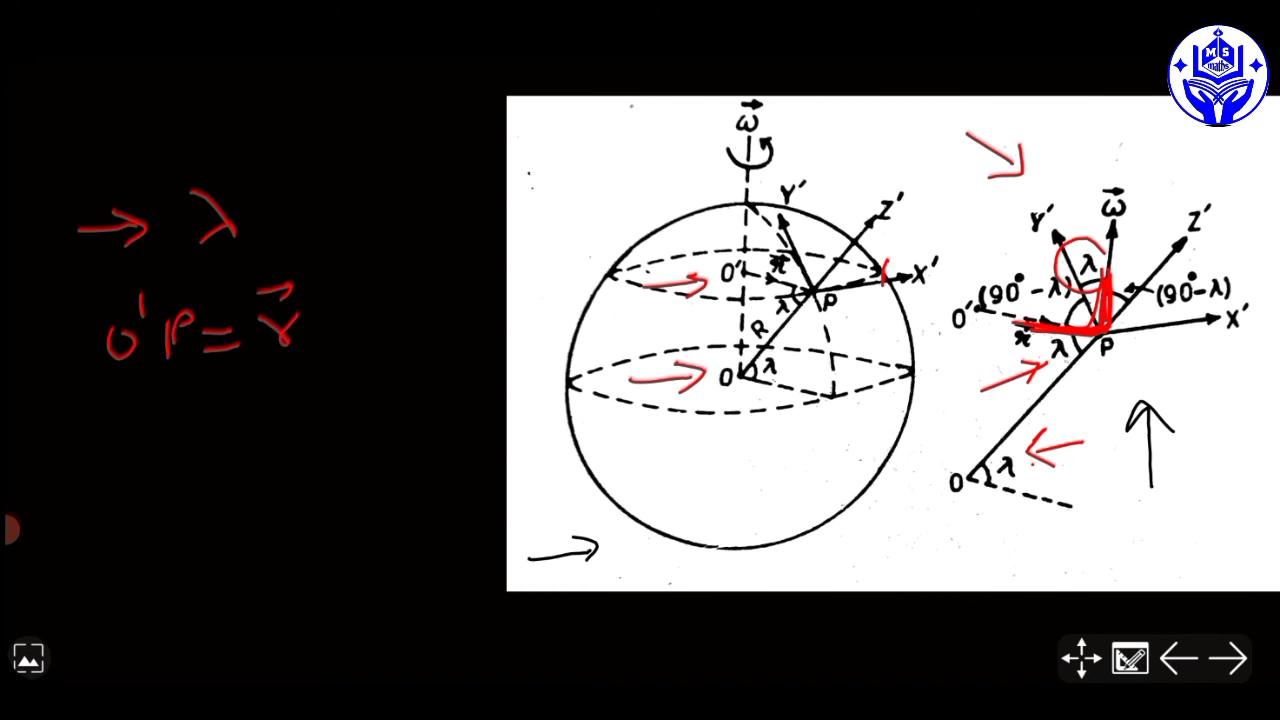 M S
maths
→ λ
O'P = r⃗
ω⃗
Y'
Z'
O' r X'
λ P
R
O λ
ω⃗
Y' Z'
λ
(90°-λ) (90°-λ)
O' X'
r λ P
O λ